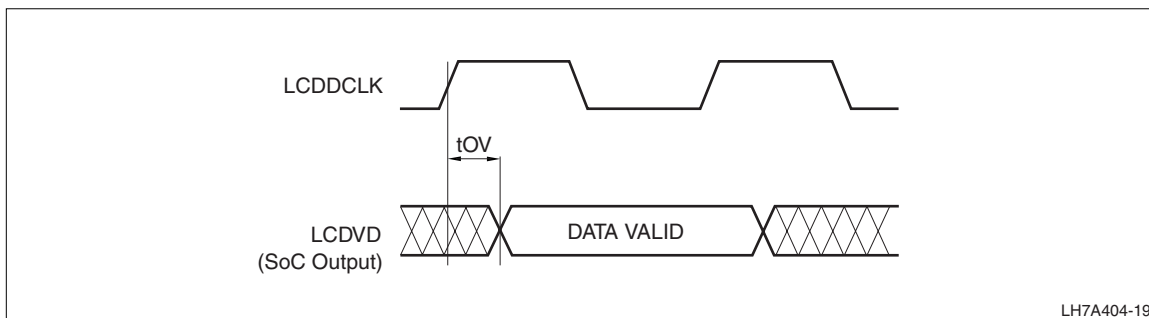 LCDDCLK
tOV
LCDVD
(SoC Output)
DATA VALID
LH7A404-19